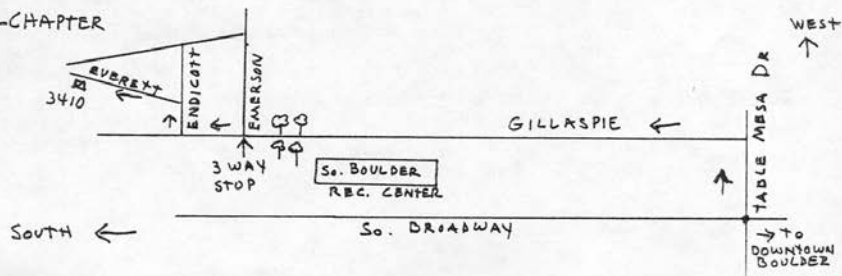 -CHAPTER
WEST
EVERETT
3410
ENDICOTT
EMERSON
GILLASPIE
TABLE MESA DR
3 WAY
STOP
So. BOULDER
REC. CENTER
SOUTH
So. BROADWAY
TO
DOWNTOWN
BOULDER